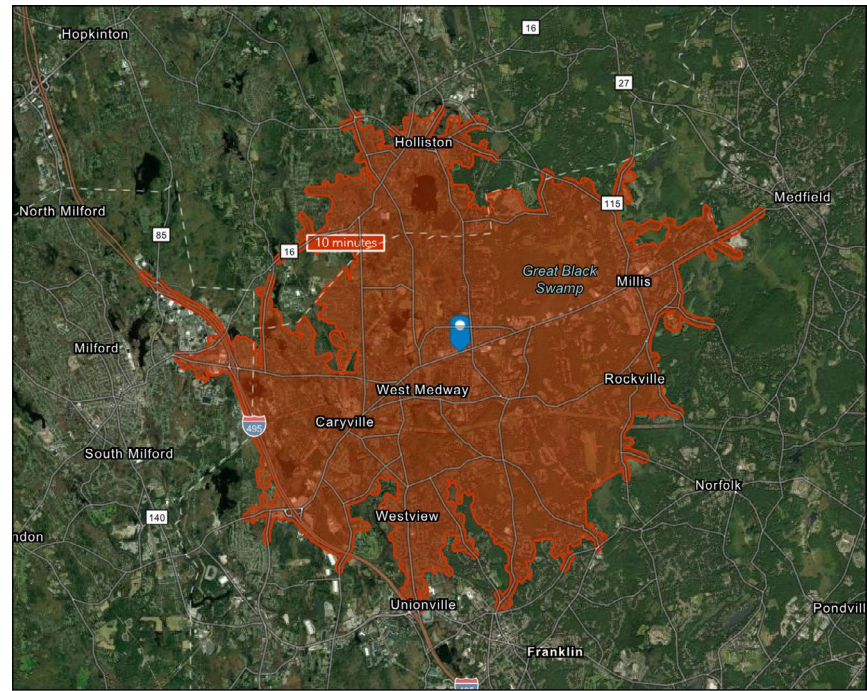 Hopkinton
16
27
Holliston
Medfield
115
North Milford
85
16
10 minutes
Great Black
Swamp
Millis
Milford
West Medway
Rockville
Caryville
495
South Milford
Norfolk
140
Westview
ndon
Unionville
Pondvill
Franklin
495